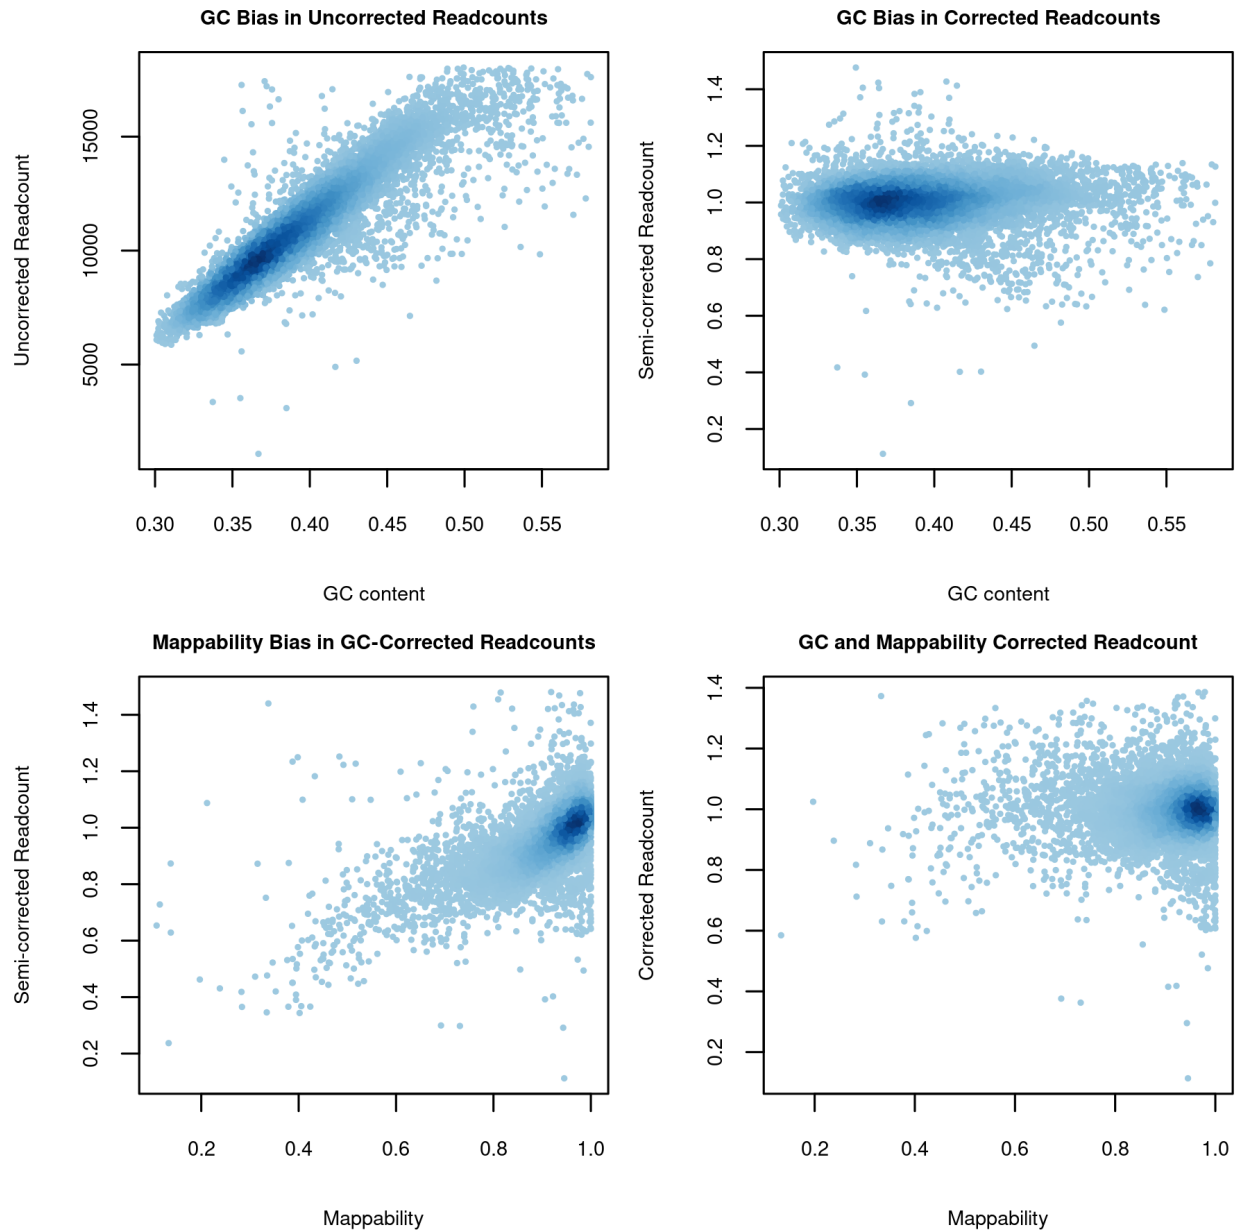 GC Bias in Uncorrected Readcounts
Uncorrected Readcount
15000
10000
5000
0.30 0.35 0.40 0.45 0.50 0.55
GC content
GC Bias in Corrected Readcounts
Semi-corrected Readcount
1.4
1.2
1.0
0.8
0.6
0.4
0.2
0.30 0.35 0.40 0.45 0.50 0.55
GC content
Mappability Bias in GC-Corrected Readcounts
Semi-corrected Readcount
1.4
1.2
1.0
0.8
0.6
0.4
0.2
0.2 0.4 0.6 0.8 1.0
Mappability
GC and Mappability Corrected Readcount
Corrected Readcount
1.4
1.2
1.0
0.8
0.6
0.4
0.2
0.2 0.4 0.6 0.8 1.0
Mappability